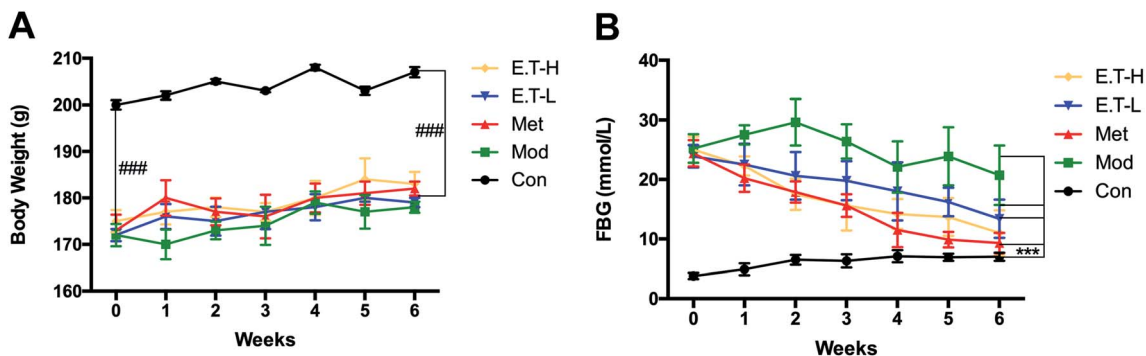 A
Body Weight (g)
210
200
190
180
170
160
###
###
0 1 2 3 4 5 6
Weeks
E.T-H
E.T-L
Met
Mod
Con
B
FBG (mmol/L)
40
30
20
10
0
***
0 1 2 3 4 5 6
Weeks
E.T-H
E.T-L
Met
Mod
Con